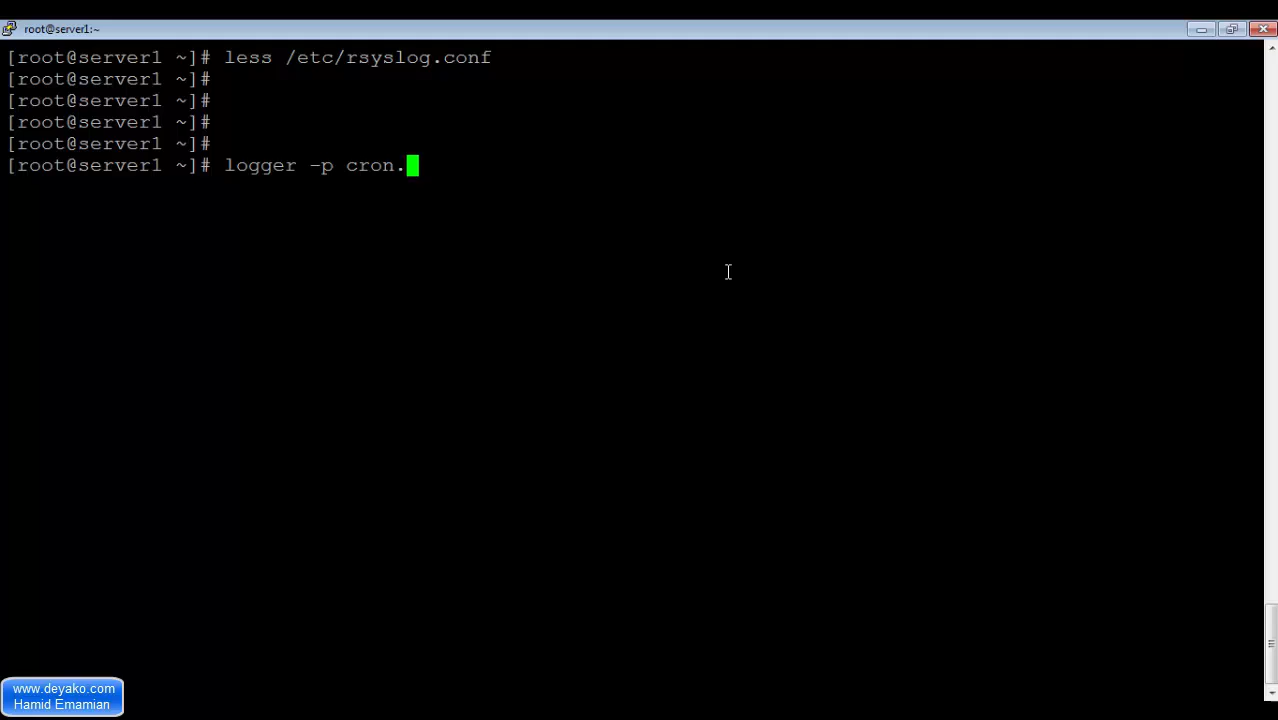 root@server1:~
[root@server1 ~]# less /etc/rsyslog.conf
[root@server1 ~]#
[root@server1 ~]#
[root@server1 ~]#
[root@server1 ~]#
[root@server1 ~]# logger -p cron.
www.deyako.com
Hamid Emamian